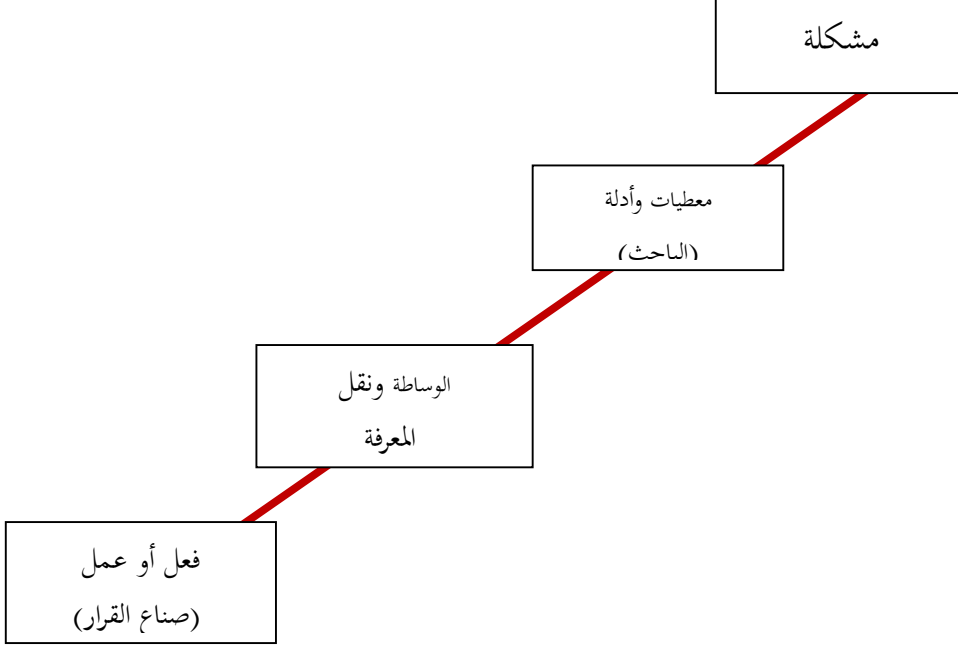 مشكلة
معطيات وأدلة
(الباحث)
الوساطة ونقل
المعرفة
فعل أو عمل
(صناع القرار)